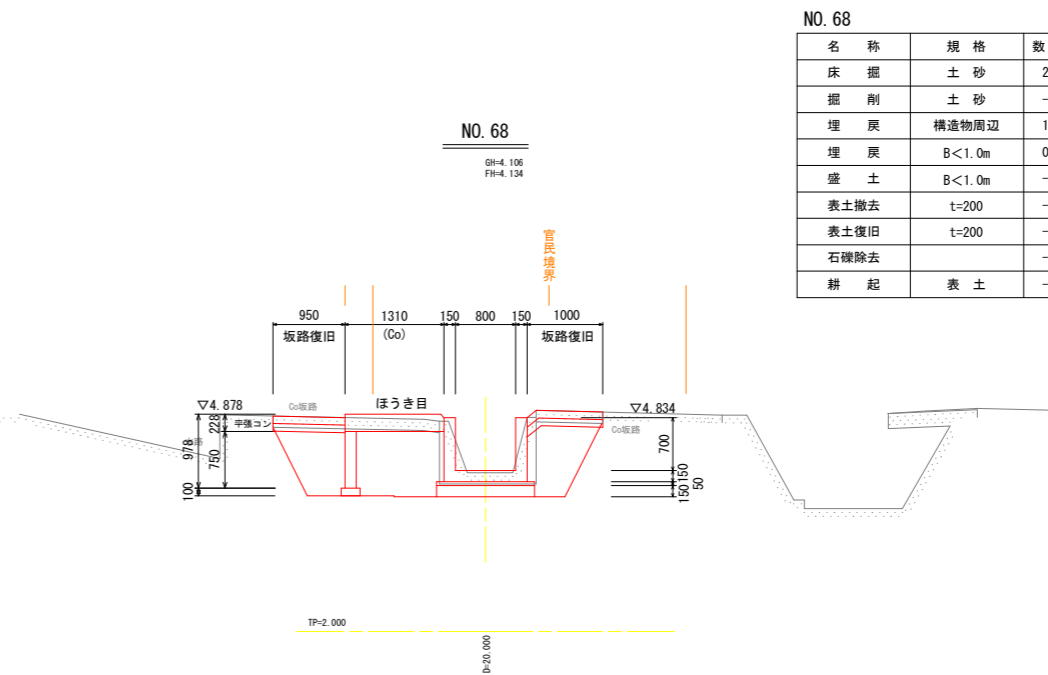 NO. 68
名 称 規 格 数
床 掘 土 砂 2
掘 削 土 砂 -
埋 戻 構造物周辺 1
埋 戻 B<1.0m 0
盛 土 B<1.0m -
表土撤去 t=200 -
表土復旧 t=200 -
石礫除去 -
耕 起 表 土 -
NO. 68
GH=4.106
FH=4.134
官民境界
950 1310 150 800 150 1000
坂路復旧 (Co) 坂路復旧
▽4.878 Co坂路 ほうき目 ▽4.834
228 平張コン Co坂路
978 750 700
100 150 50 150
TP=2.000
D=20.000